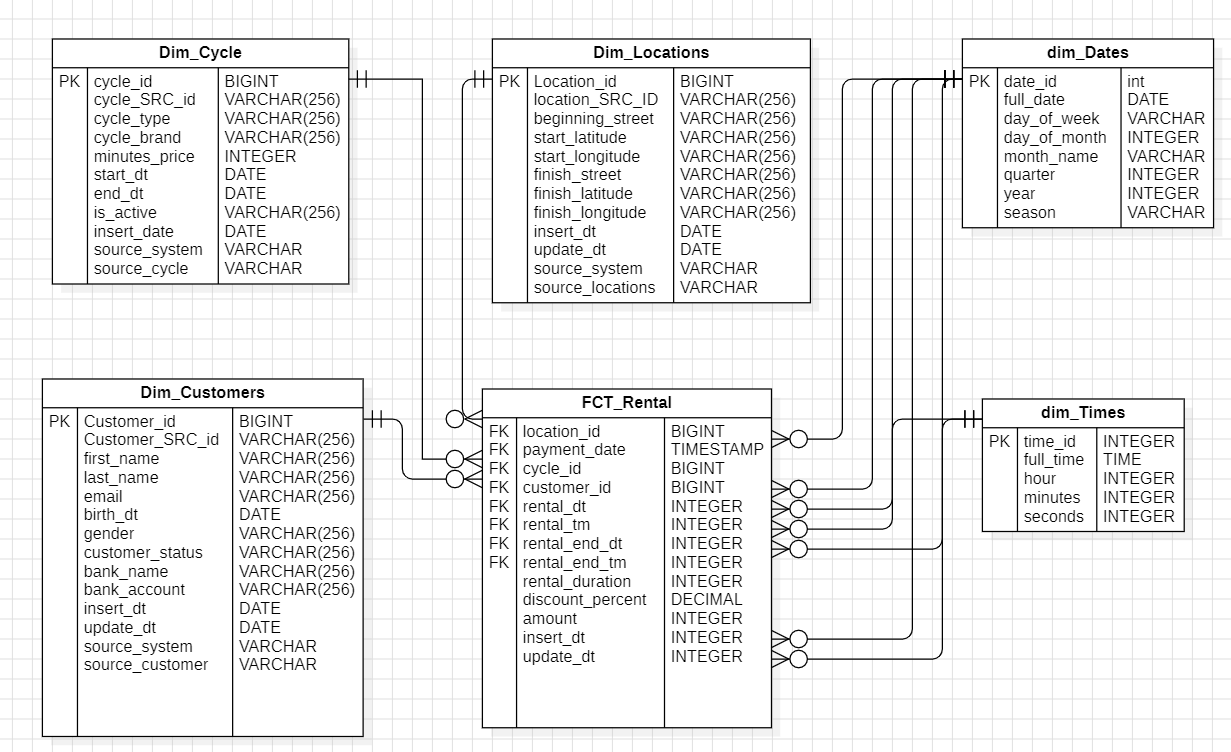 Dim_Cycle
PK cycle_id BIGINT
cycle_SRC_id VARCHAR(256)
cycle_type VARCHAR(256)
cycle_brand VARCHAR(256)
minutes_price INTEGER
start_dt DATE
end_dt DATE
is_active VARCHAR(256)
insert_date DATE
source_system VARCHAR
source_cycle VARCHAR
Dim_Locations
PK Location_id BIGINT
location_SRC_ID VARCHAR(256)
beginning_street VARCHAR(256)
start_latitude VARCHAR(256)
start_longitude VARCHAR(256)
finish_street VARCHAR(256)
finish_latitude VARCHAR(256)
finish_longitude VARCHAR(256)
insert_dt DATE
update_dt DATE
source_system VARCHAR
source_locations VARCHAR
dim_Dates
PK date_id int
full_date DATE
day_of_week VARCHAR
day_of_month INTEGER
month_name VARCHAR
quarter INTEGER
year INTEGER
season VARCHAR
Dim_Customers
PK Customer_id BIGINT
Customer_SRC_id VARCHAR(256)
first_name VARCHAR(256)
last_name VARCHAR(256)
email VARCHAR(256)
birth_dt DATE
gender VARCHAR(256)
customer_status VARCHAR(256)
bank_name VARCHAR(256)
bank_account VARCHAR(256)
insert_dt DATE
update_dt DATE
source_system VARCHAR
source_customer VARCHAR
FCT_Rental
FK location_id BIGINT
FK payment_date TIMESTAMP
FK cycle_id BIGINT
FK customer_id BIGINT
FK rental_dt INTEGER
FK rental_tm INTEGER
FK rental_end_dt INTEGER
FK rental_end_tm INTEGER
rental_duration INTEGER
discount_percent DECIMAL
amount INTEGER
insert_dt INTEGER
update_dt INTEGER
dim_Times
PK time_id INTEGER
full_time TIME
hour INTEGER
minutes INTEGER
seconds INTEGER